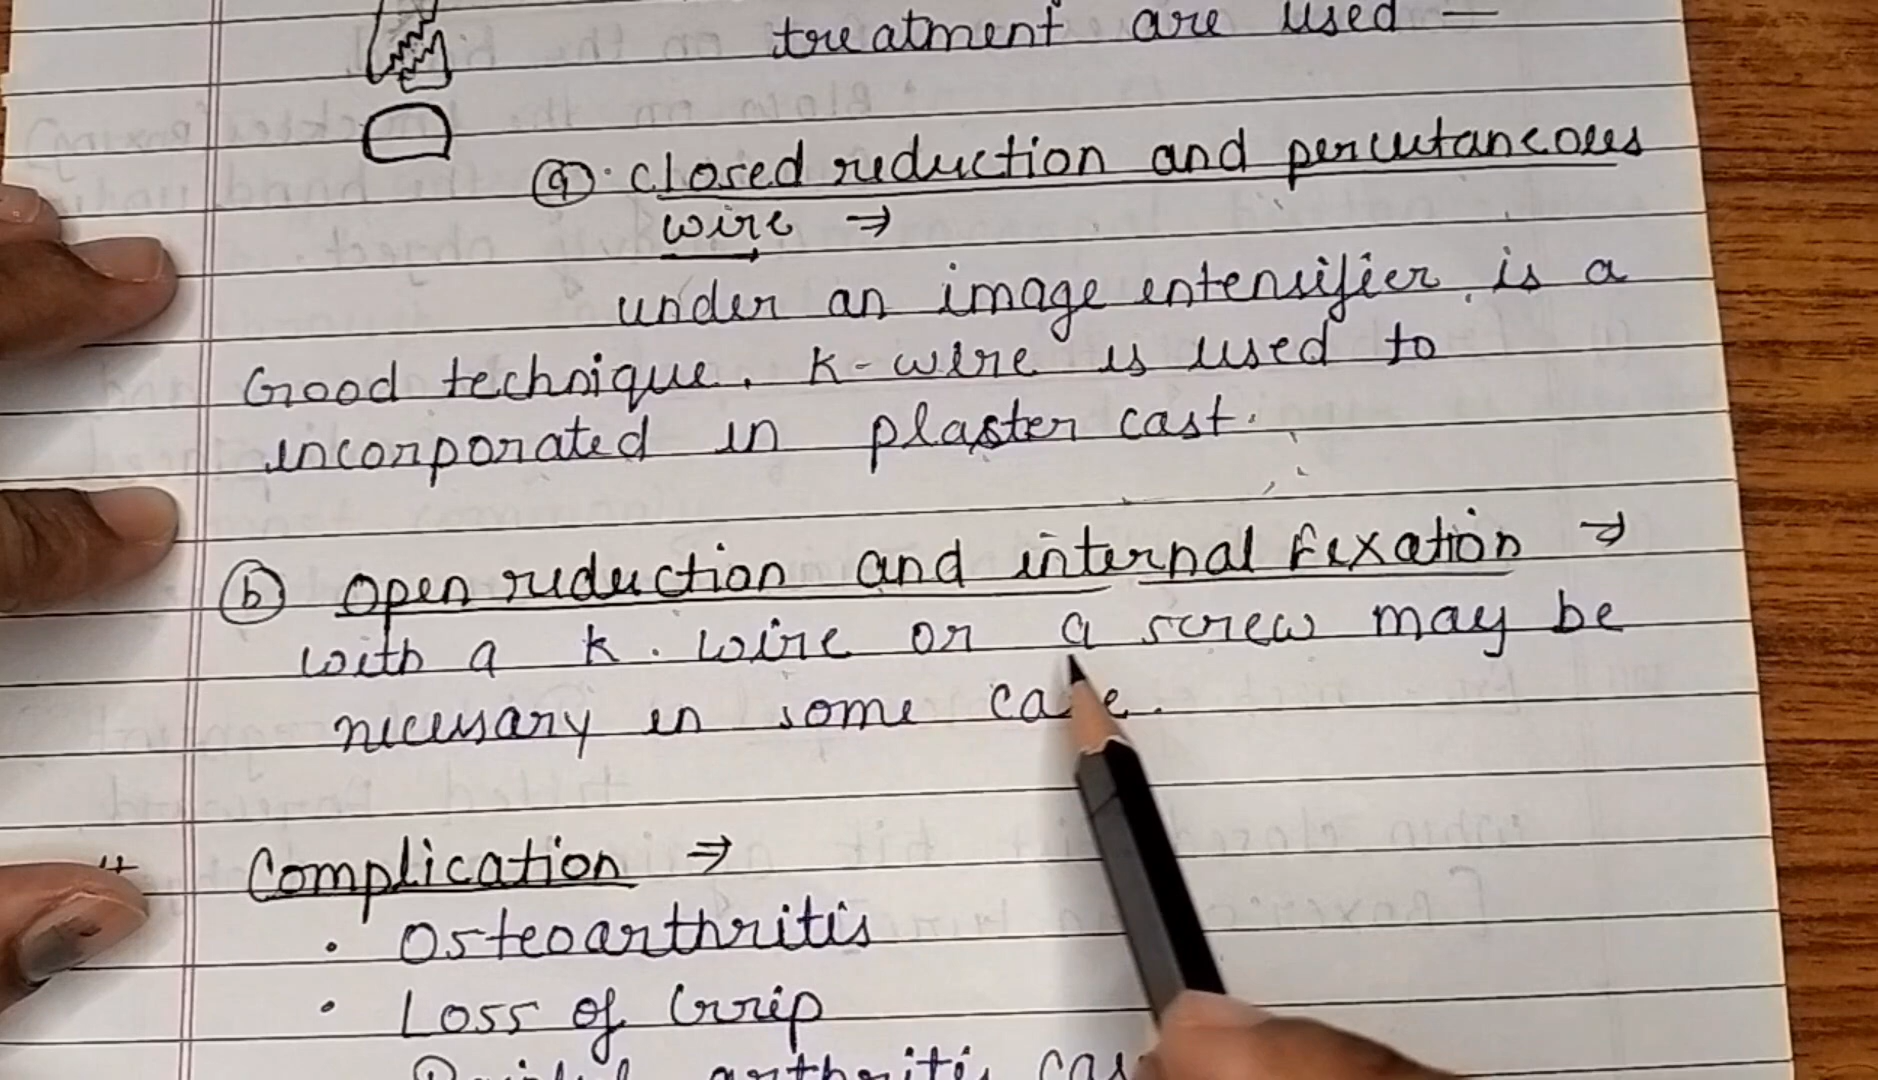 treatment are used —
(a). closed reduction and percutaneous
wire →
under an image entensifier is a
Good technique. K-wire is used to
incorporated in plaster cast.
(b) open reduction and internal fixation ⇒
with a k. wire or a screw may be
necessary in some case.
Complication ⇒
• Osteoarthritis
• Loss of Grip
arthritis